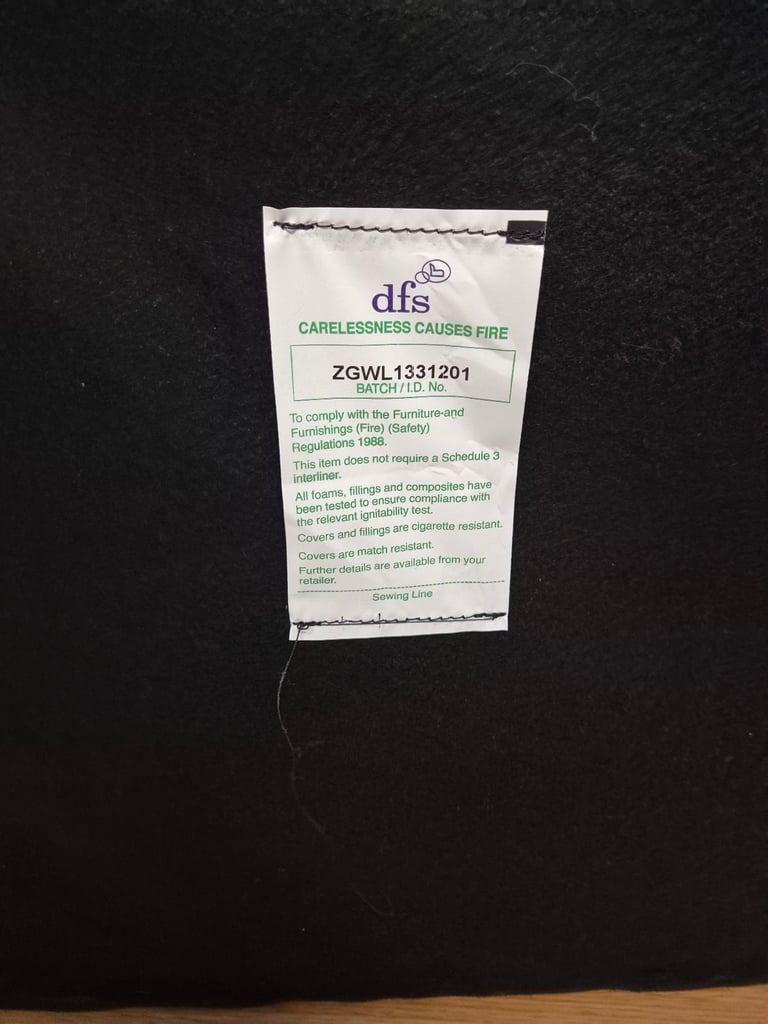 dfs
CARELESSNESS CAUSES FIRE
ZGWL1331201
BATCH / I.D. No.
To comply with the Furniture and
Furnishings (Fire) (Safety)
Regulations 1988.
This item does not require a Schedule 3
interliner.
All foams, fillings and composites have
been tested to ensure compliance with
the relevant ignitability test.
Covers and fillings are cigarette resistant.
Covers are match resistant.
Further details are available from your
retailer.
Sewing Line